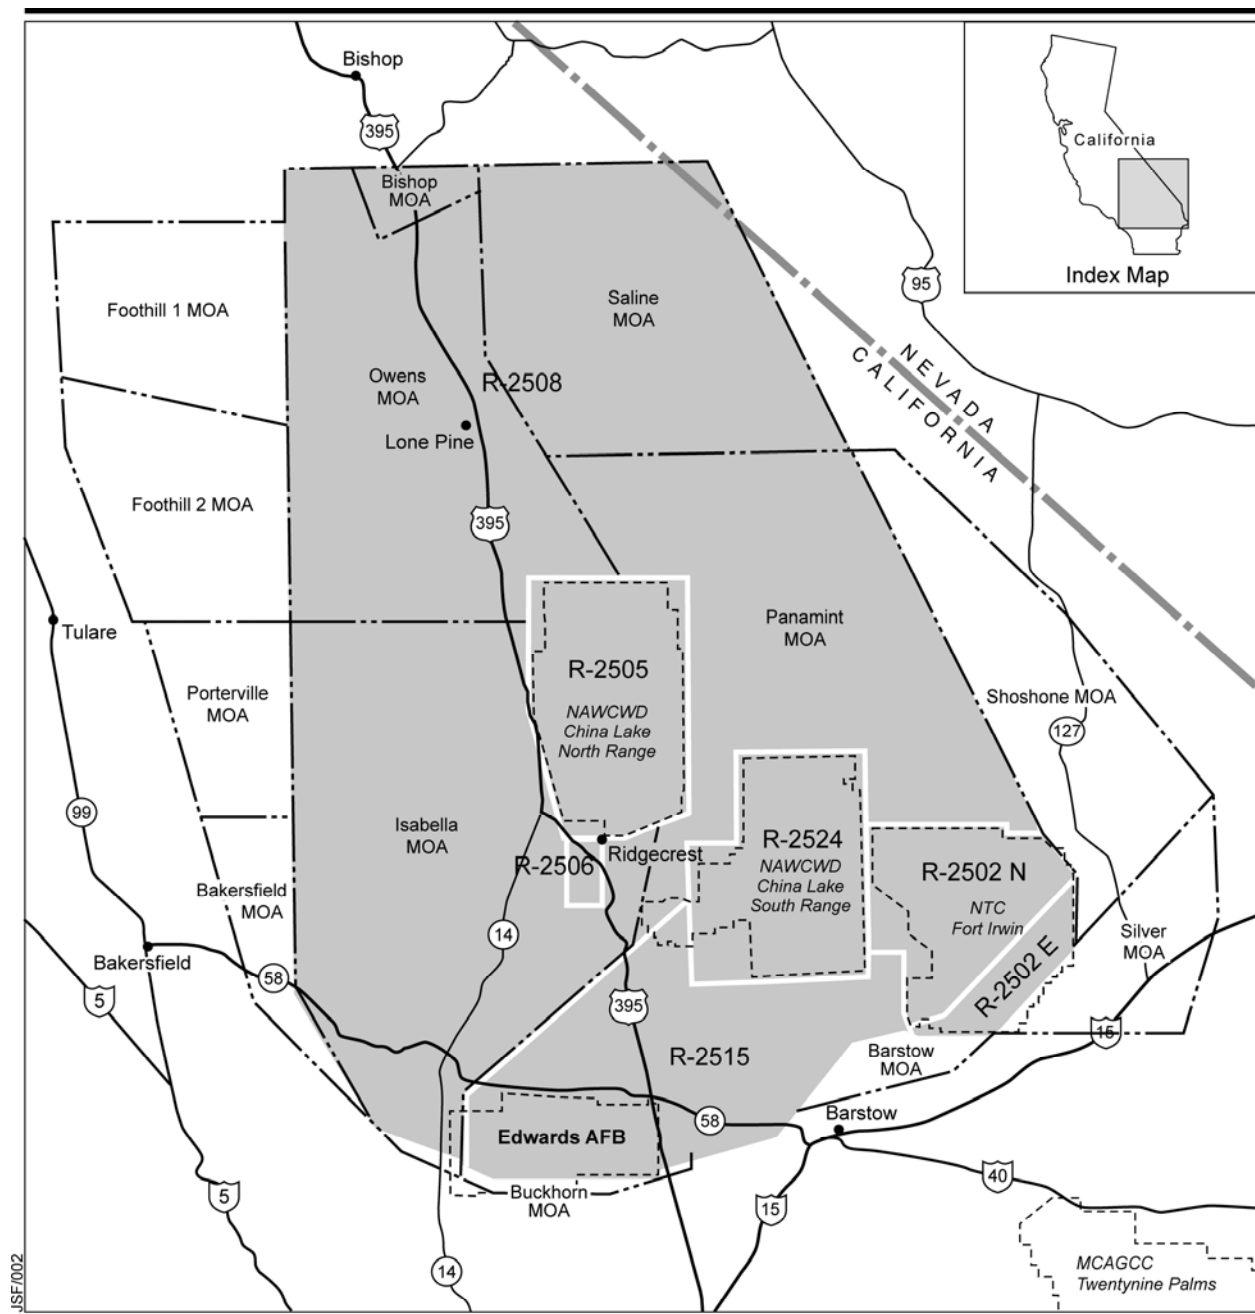 Bishop
395
Bishop
MOA
California
Index Map
95
Foothill 1 MOA
Saline
MOA
NEVADA
CALIFORNIA
Owens
MOA
R-2508
Lone Pine
Foothill 2 MOA
395
Tulare
Panamint
MOA
R-2505
NAWCWD
China Lake
North Range
Porterville
MOA
Shoshone MOA
127
99
Isabella
MOA
R-2506
Ridgecrest
R-2524
NAWCWD
China Lake
South Range
R-2502 N
NTC
Fort Irwin
R-2502 E
Bakersfield
MOA
14
Silver
MOA
Bakersfield
58
5
395
15
R-2515
Barstow
MOA
58
Barstow
Edwards AFB
40
5
Buckhorn
MOA
15
14
MCAGCC
Twentynine Palms
JSF/002